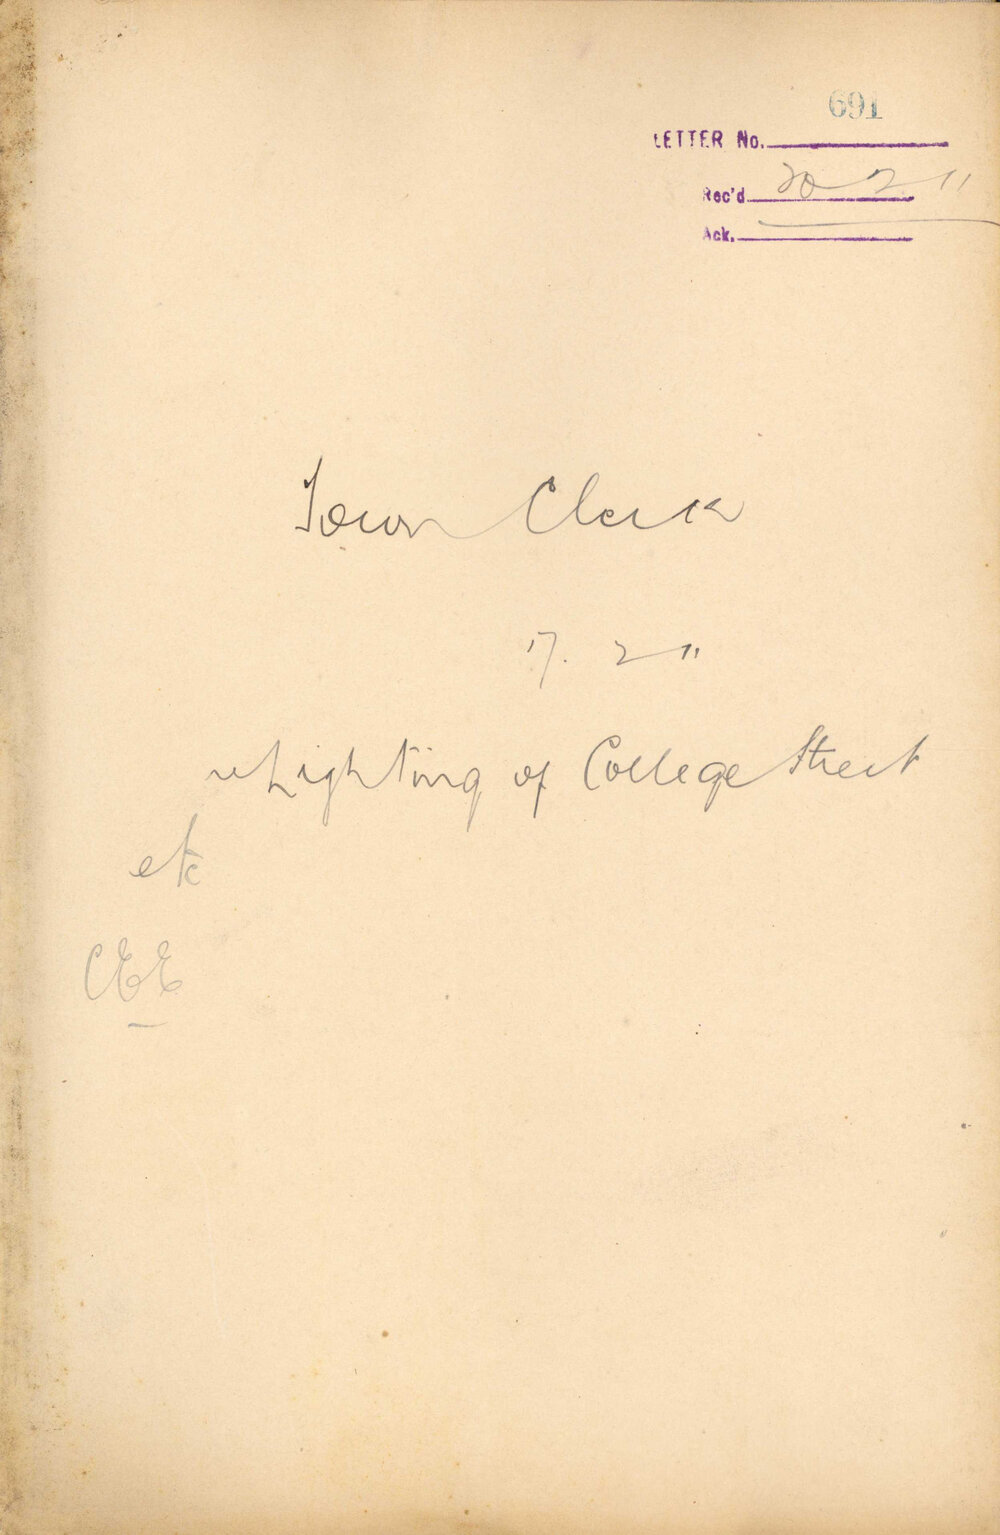 691
LETTER No.
Rec'd 20 2 11
Ack.
Town Clerk
17. 2 11
re Lighting of College Street
etc
CEE